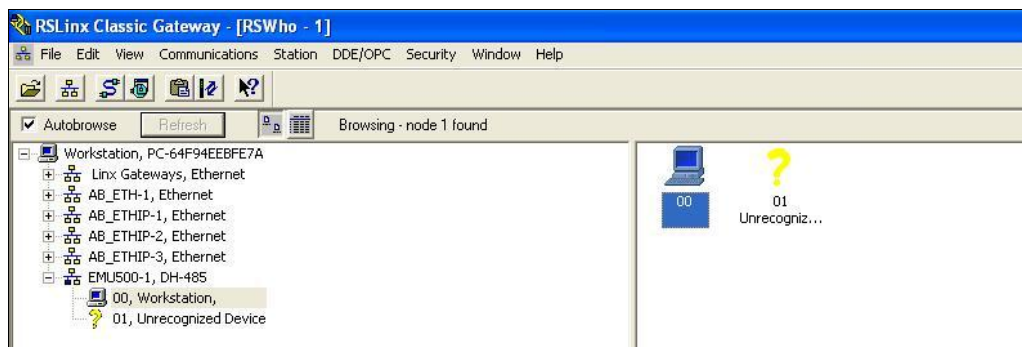 RSLinx Classic Gateway - [RSWho - 1]
File Edit View Communications Station DDE/OPC Security Window Help
Autobrowse Refresh Browsing - node 1 found
Workstation, PC-64F94EEBFE7A
Linx Gateways, Ethernet
AB_ETH-1, Ethernet
AB_ETHIP-1, Ethernet
AB_ETHIP-2, Ethernet
AB_ETHIP-3, Ethernet
EMU500-1, DH-485
00, Workstation,
01, Unrecognized Device
00
01
Unrecogniz...